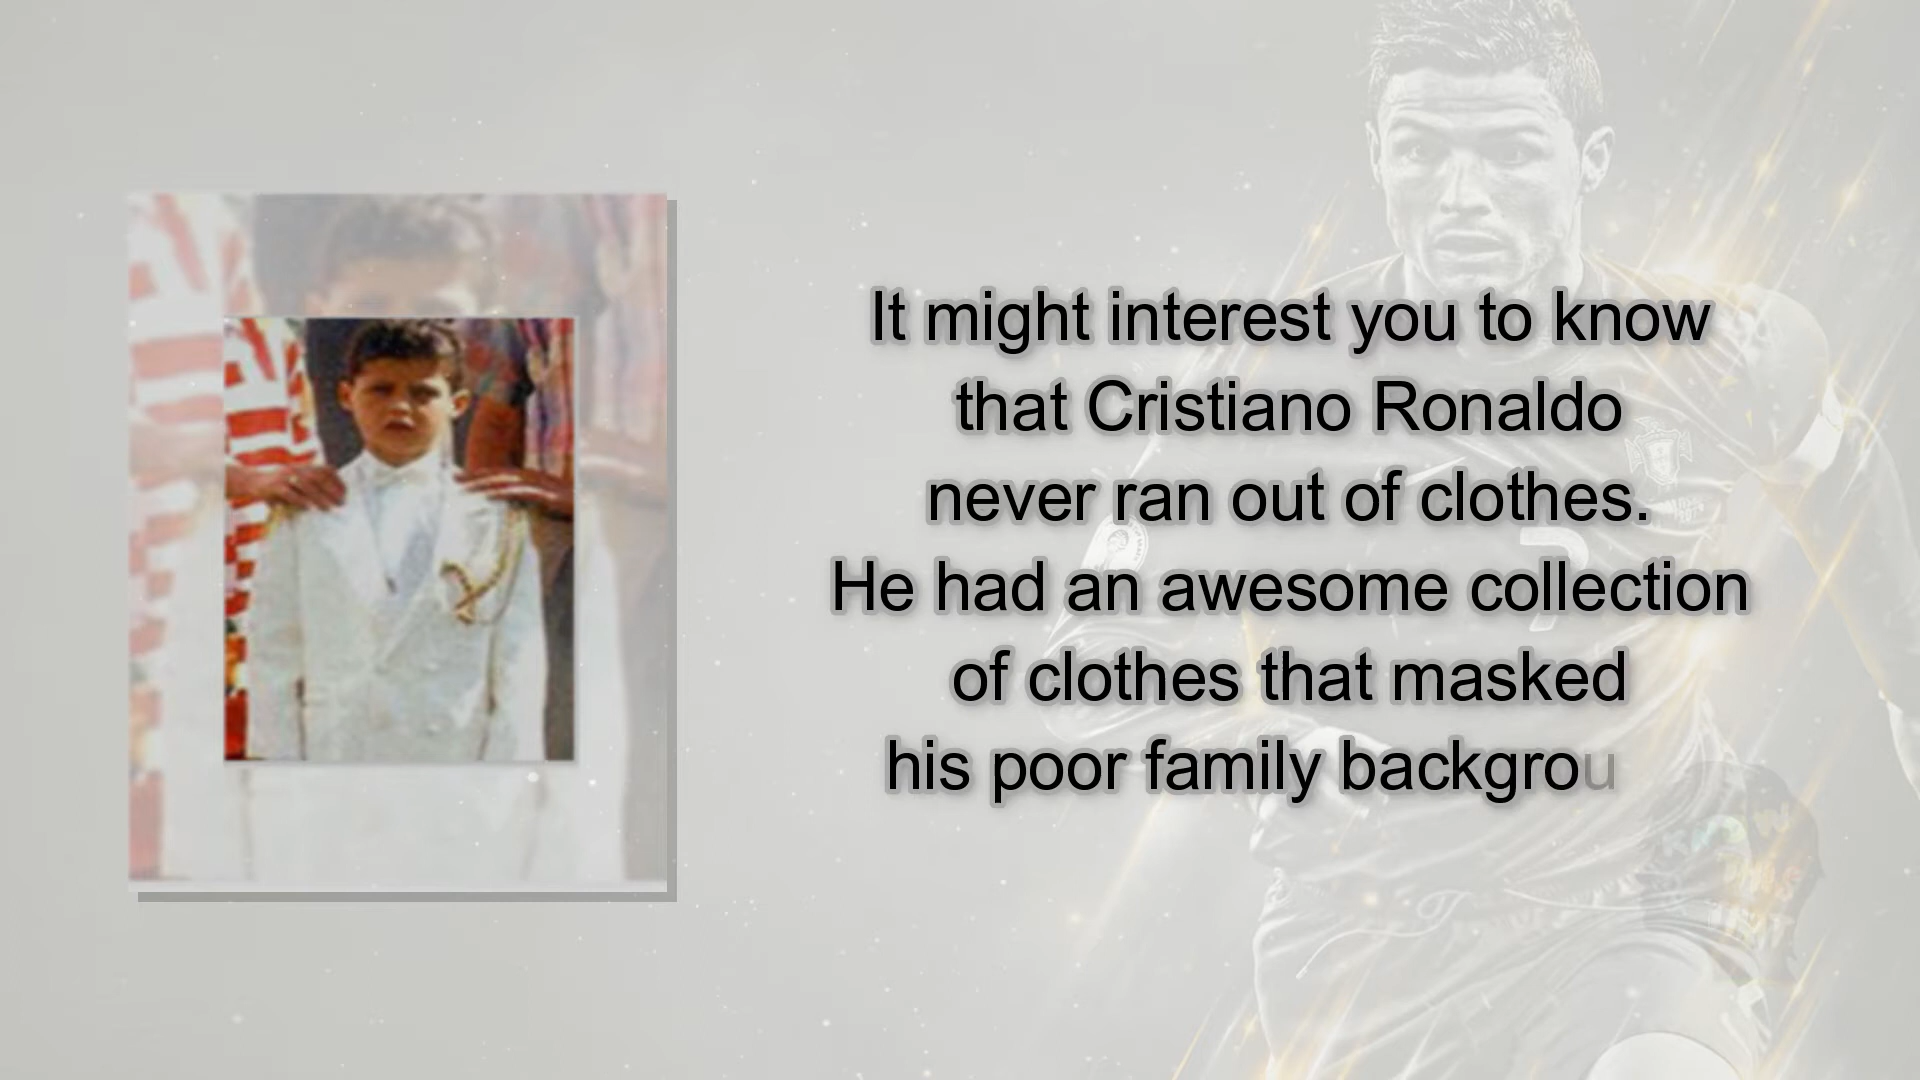 It might interest you to know
that Cristiano Ronaldo
never ran out of clothes.
He had an awesome collection
of clothes that masked
his poor family backgrou
7